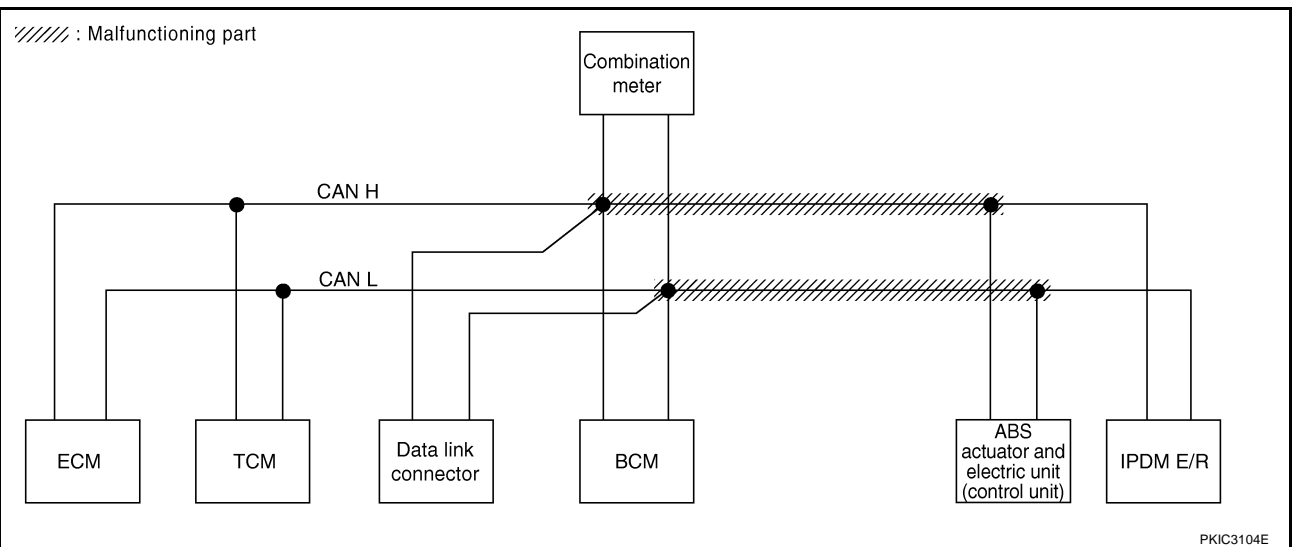 : Malfunctioning part
Combination
meter
CAN H
CAN L
ECM
TCM
Data link
connector
BCM
ABS
actuator and
electric unit
(control unit)
IPDM E/R
PKIC3104E